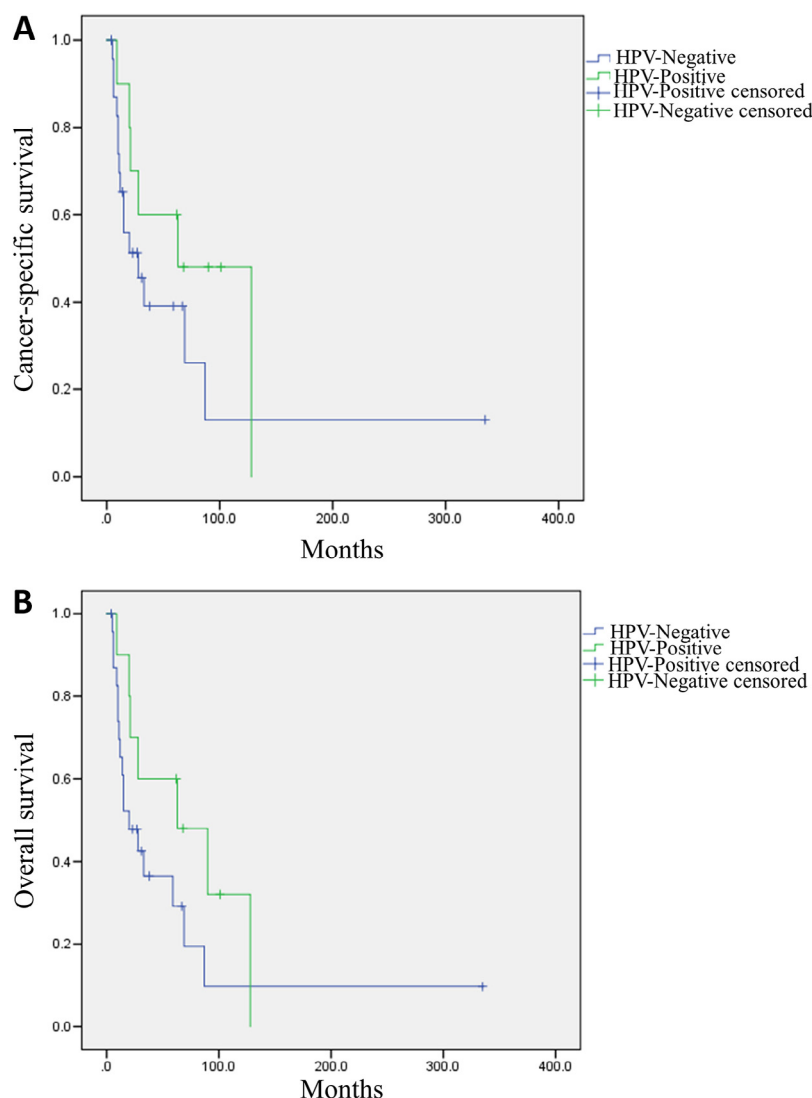 A
HPV-Negative
HPV-Positive
HPV-Positive censored
HPV-Negative censored
Cancer-specific survival
1.0
0.8
0.6
0.4
0.2
0.0
.0 100.0 200.0 300.0 400.0
Months
B
HPV-Negative
HPV-Positive
HPV-Positive censored
HPV-Negative censored
Overall survival
1.0
0.8
0.6
0.4
0.2
0.0
.0 100.0 200.0 300.0 400.0
Months